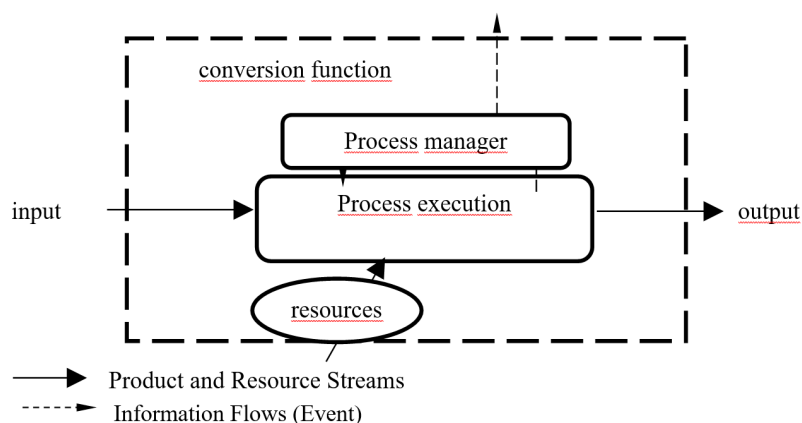 conversion function
Process manager
Process execution
input
output
resources
Product and Resource Streams
Information Flows (Event)